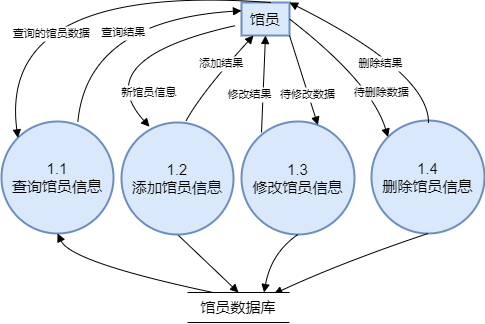 馆员
查询的馆员数据
查询结果
新馆员信息
添加结果
修改结果
待修改数据
删除结果
待删除数据
1.1
查询馆员信息
1.2
添加馆员信息
1.3
修改馆员信息
1.4
删除馆员信息
馆员数据库